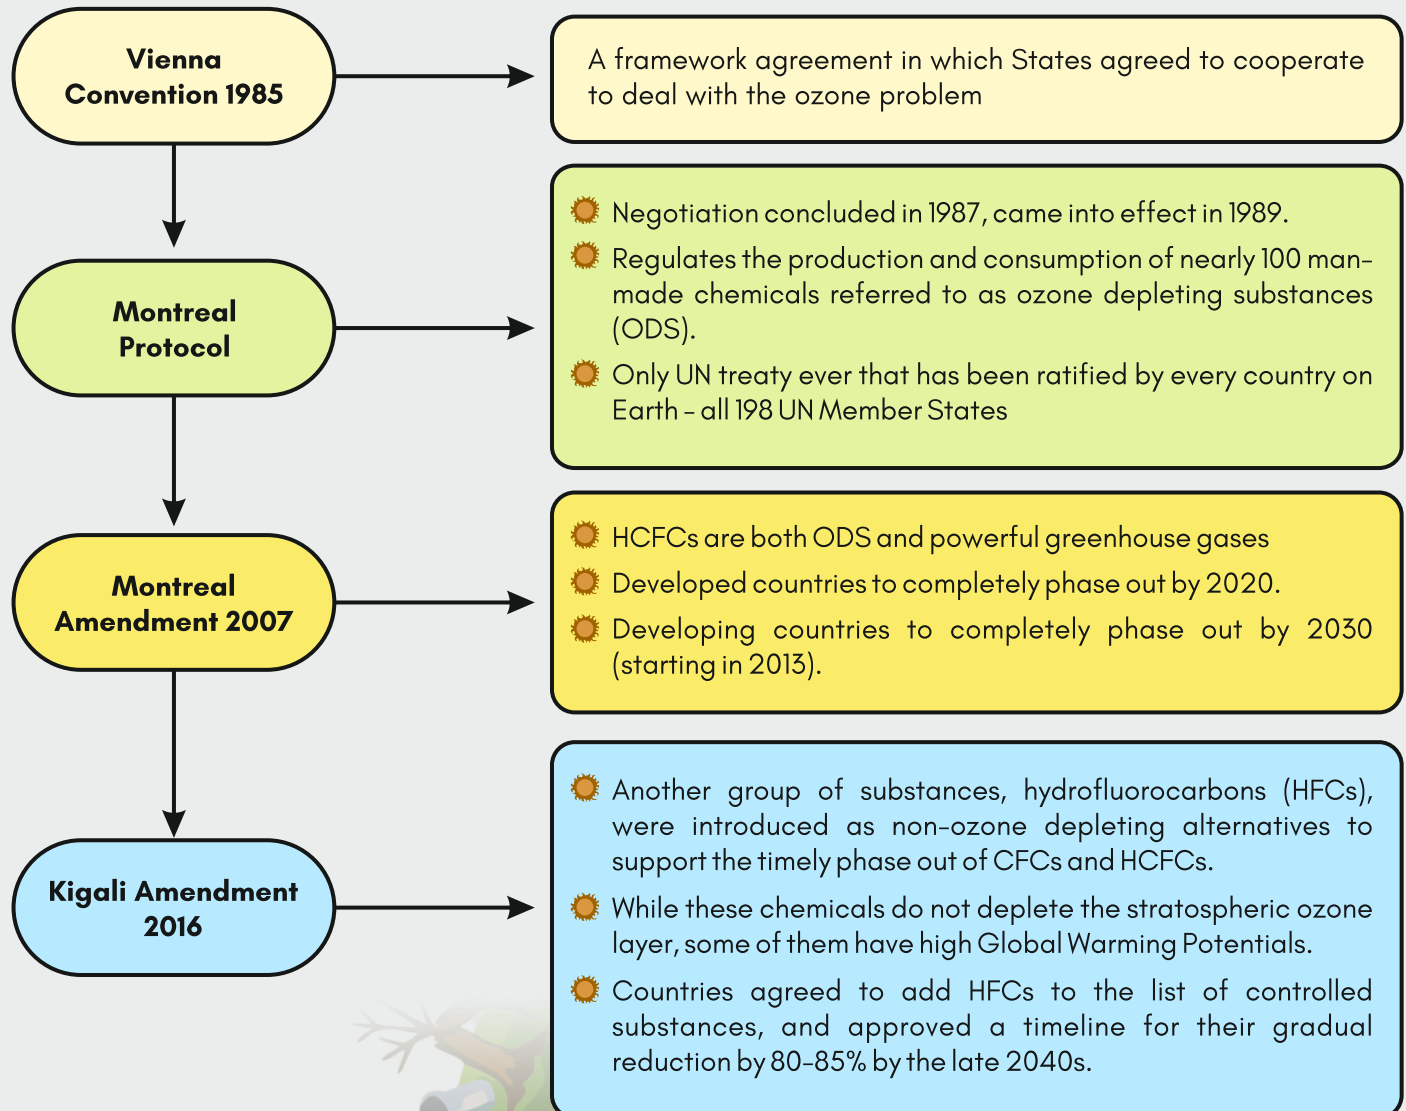 Vienna
Convention 1985
A framework agreement in which States agreed to cooperate
to deal with the ozone problem
Montreal
Protocol
Negotiation concluded in 1987, came into effect in 1989.
Regulates the production and consumption of nearly 100 man-
made chemicals referred to as ozone depleting substances
(ODS).
Only UN treaty ever that has been ratified by every country on
Earth - all 198 UN Member States
Montreal
Amendment 2007
HCFCs are both ODS and powerful greenhouse gases
Developed countries to completely phase out by 2020.
Developing countries to completely phase out by 2030
(starting in 2013).
Kigali Amendment
2016
Another group of substances, hydrofluorocarbons (HFCs),
were introduced as non-ozone depleting alternatives to
support the timely phase out of CFCs and HCFCs.
While these chemicals do not deplete the stratospheric ozone
layer, some of them have high Global Warming Potentials.
Countries agreed to add HFCs to the list of controlled
substances, and approved a timeline for their gradual
reduction by 80-85% by the late 2040s.